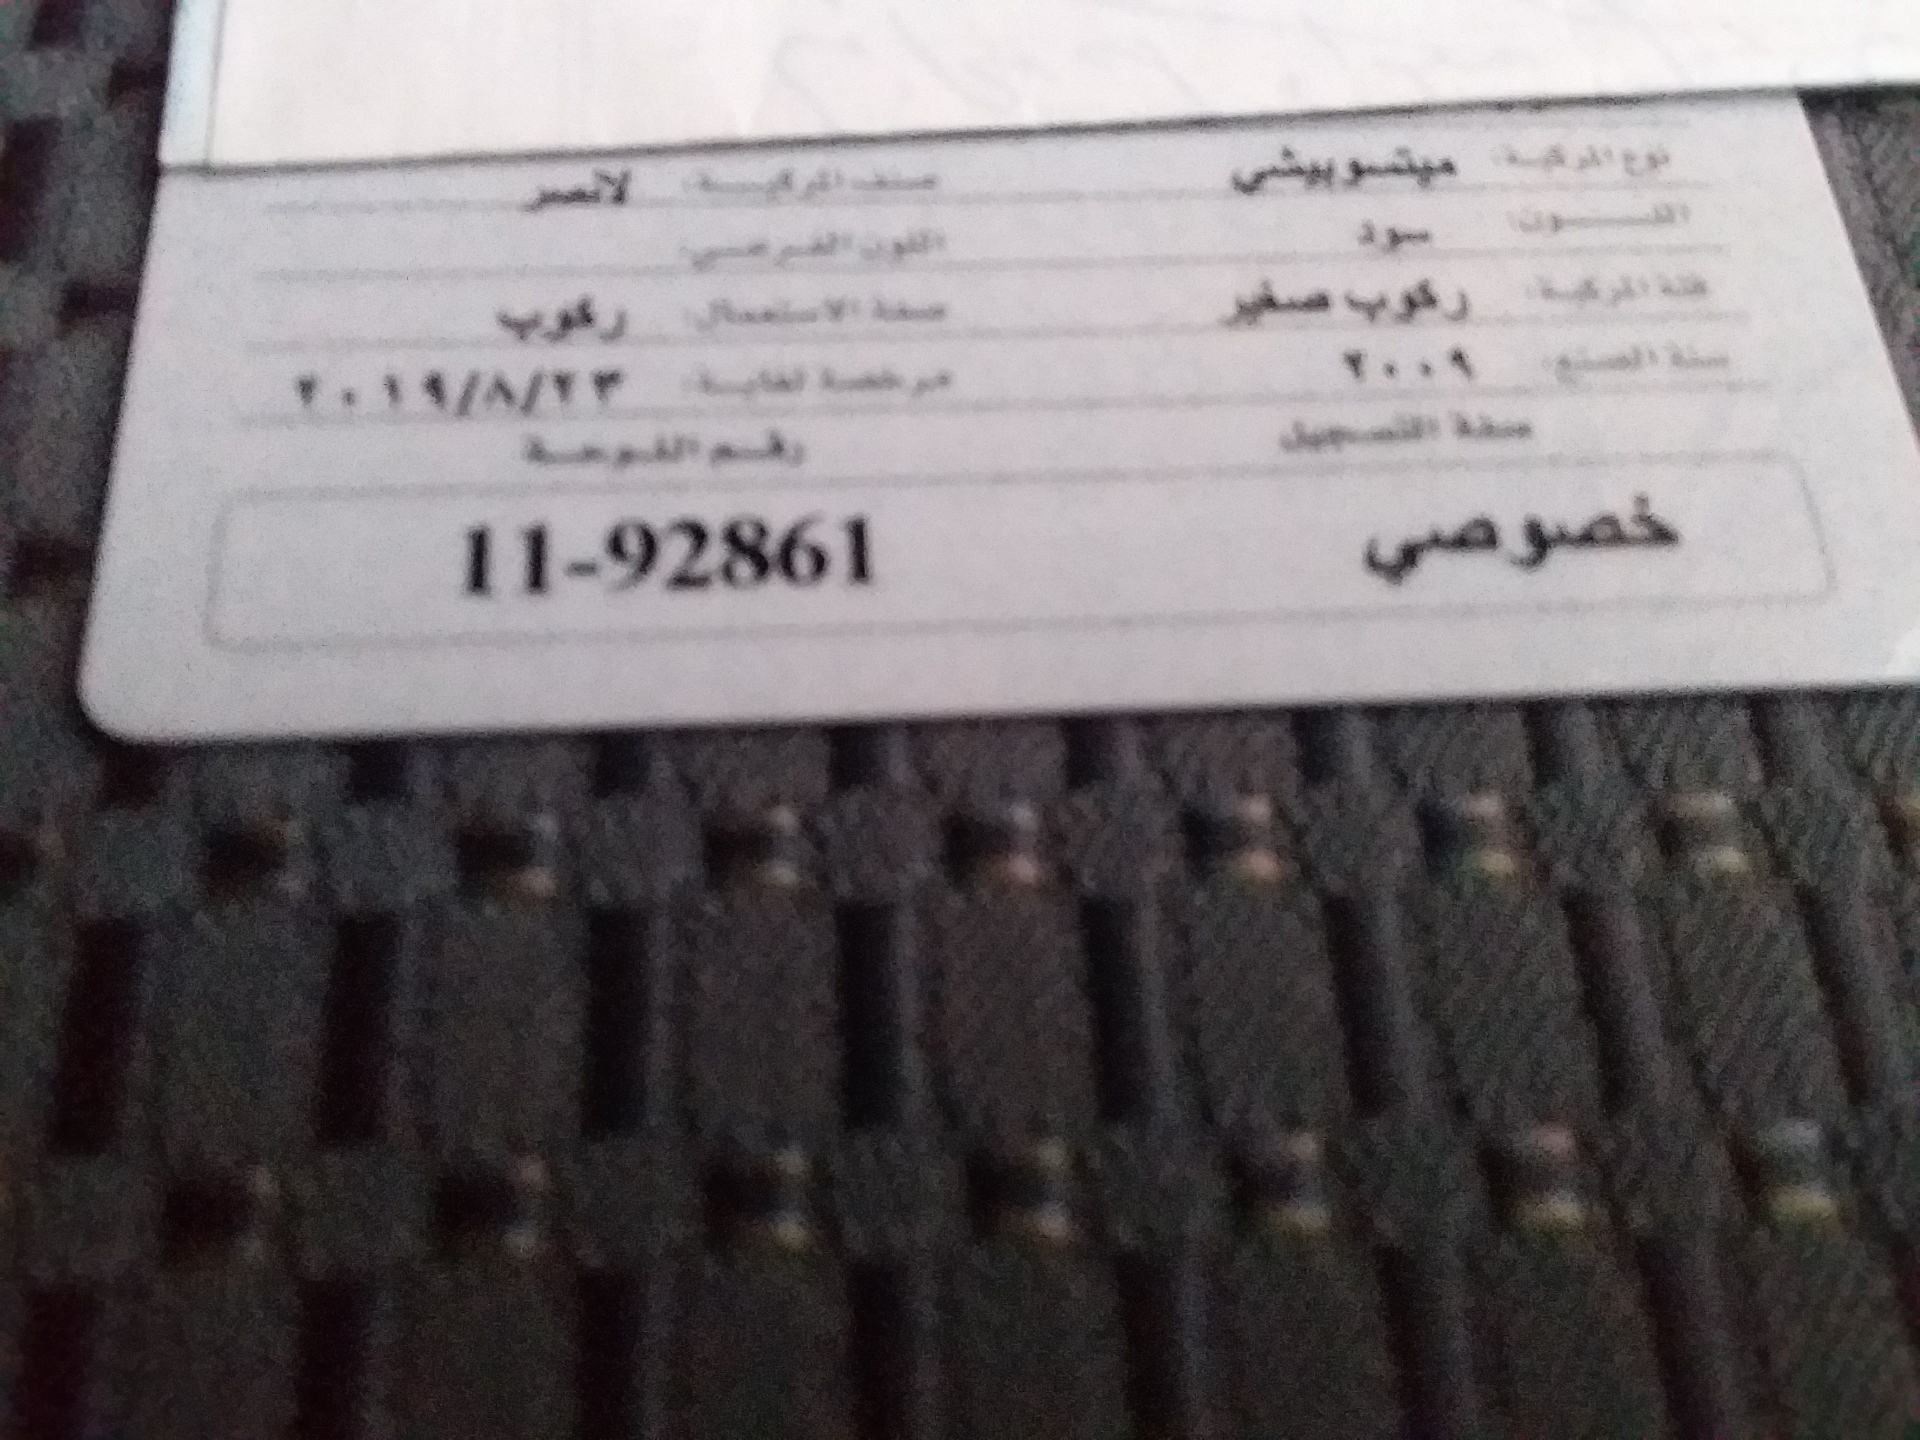 نوع المركبة: ميتسوبيشي صنف المركبة: لانسر
اللون: سود اللون الفرعي:
فئة المركبة: ركوب صغير صفة الاستعمال: ركوب
سنة الصنع: ٢٠٠٩ مرخصة لغاية: ٢٠١٩/٨/٢٣
صفة التسجيل رقم اللوحة
خصوصي 11-92861